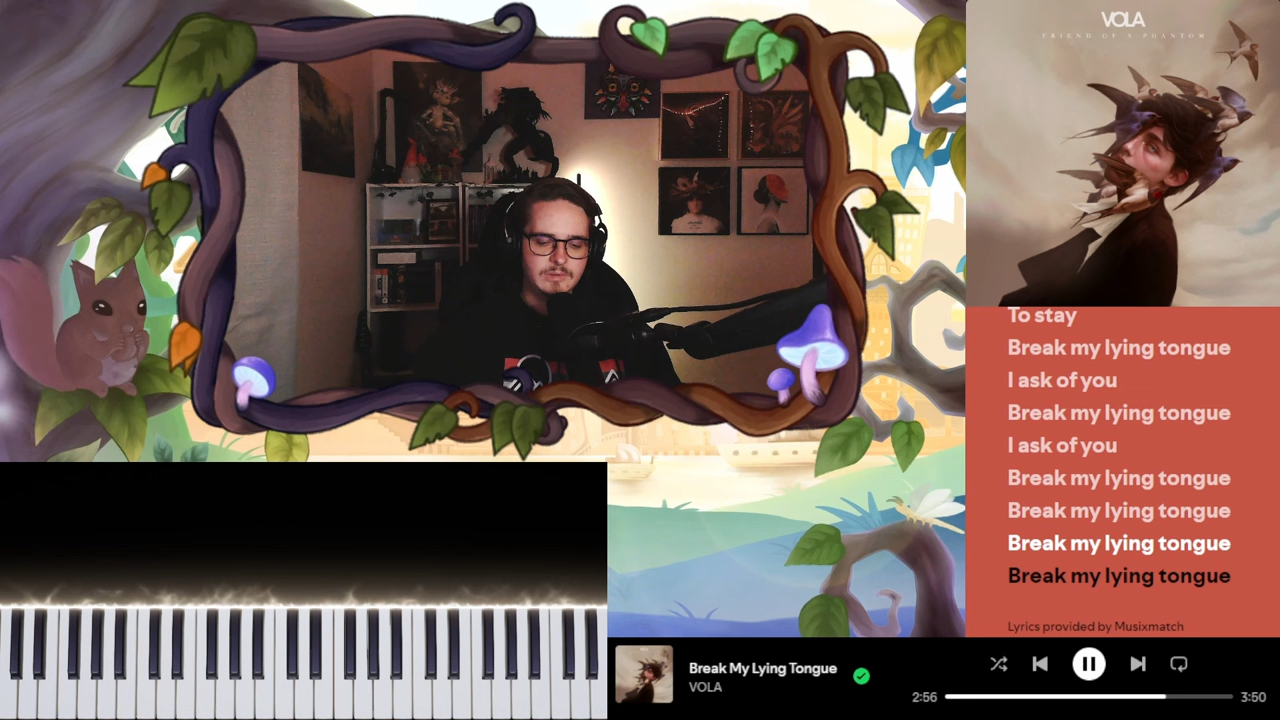 VOLA
FRIEND OF A PHANTOM
To stay
Break my lying tongue
I ask of you
Break my lying tongue
I ask of you
Break my lying tongue
Break my lying tongue
Break my lying tongue
Break my lying tongue
Lyrics provided by Musixmatch
Break My Lying Tongue
VOLA
2:56
3:50